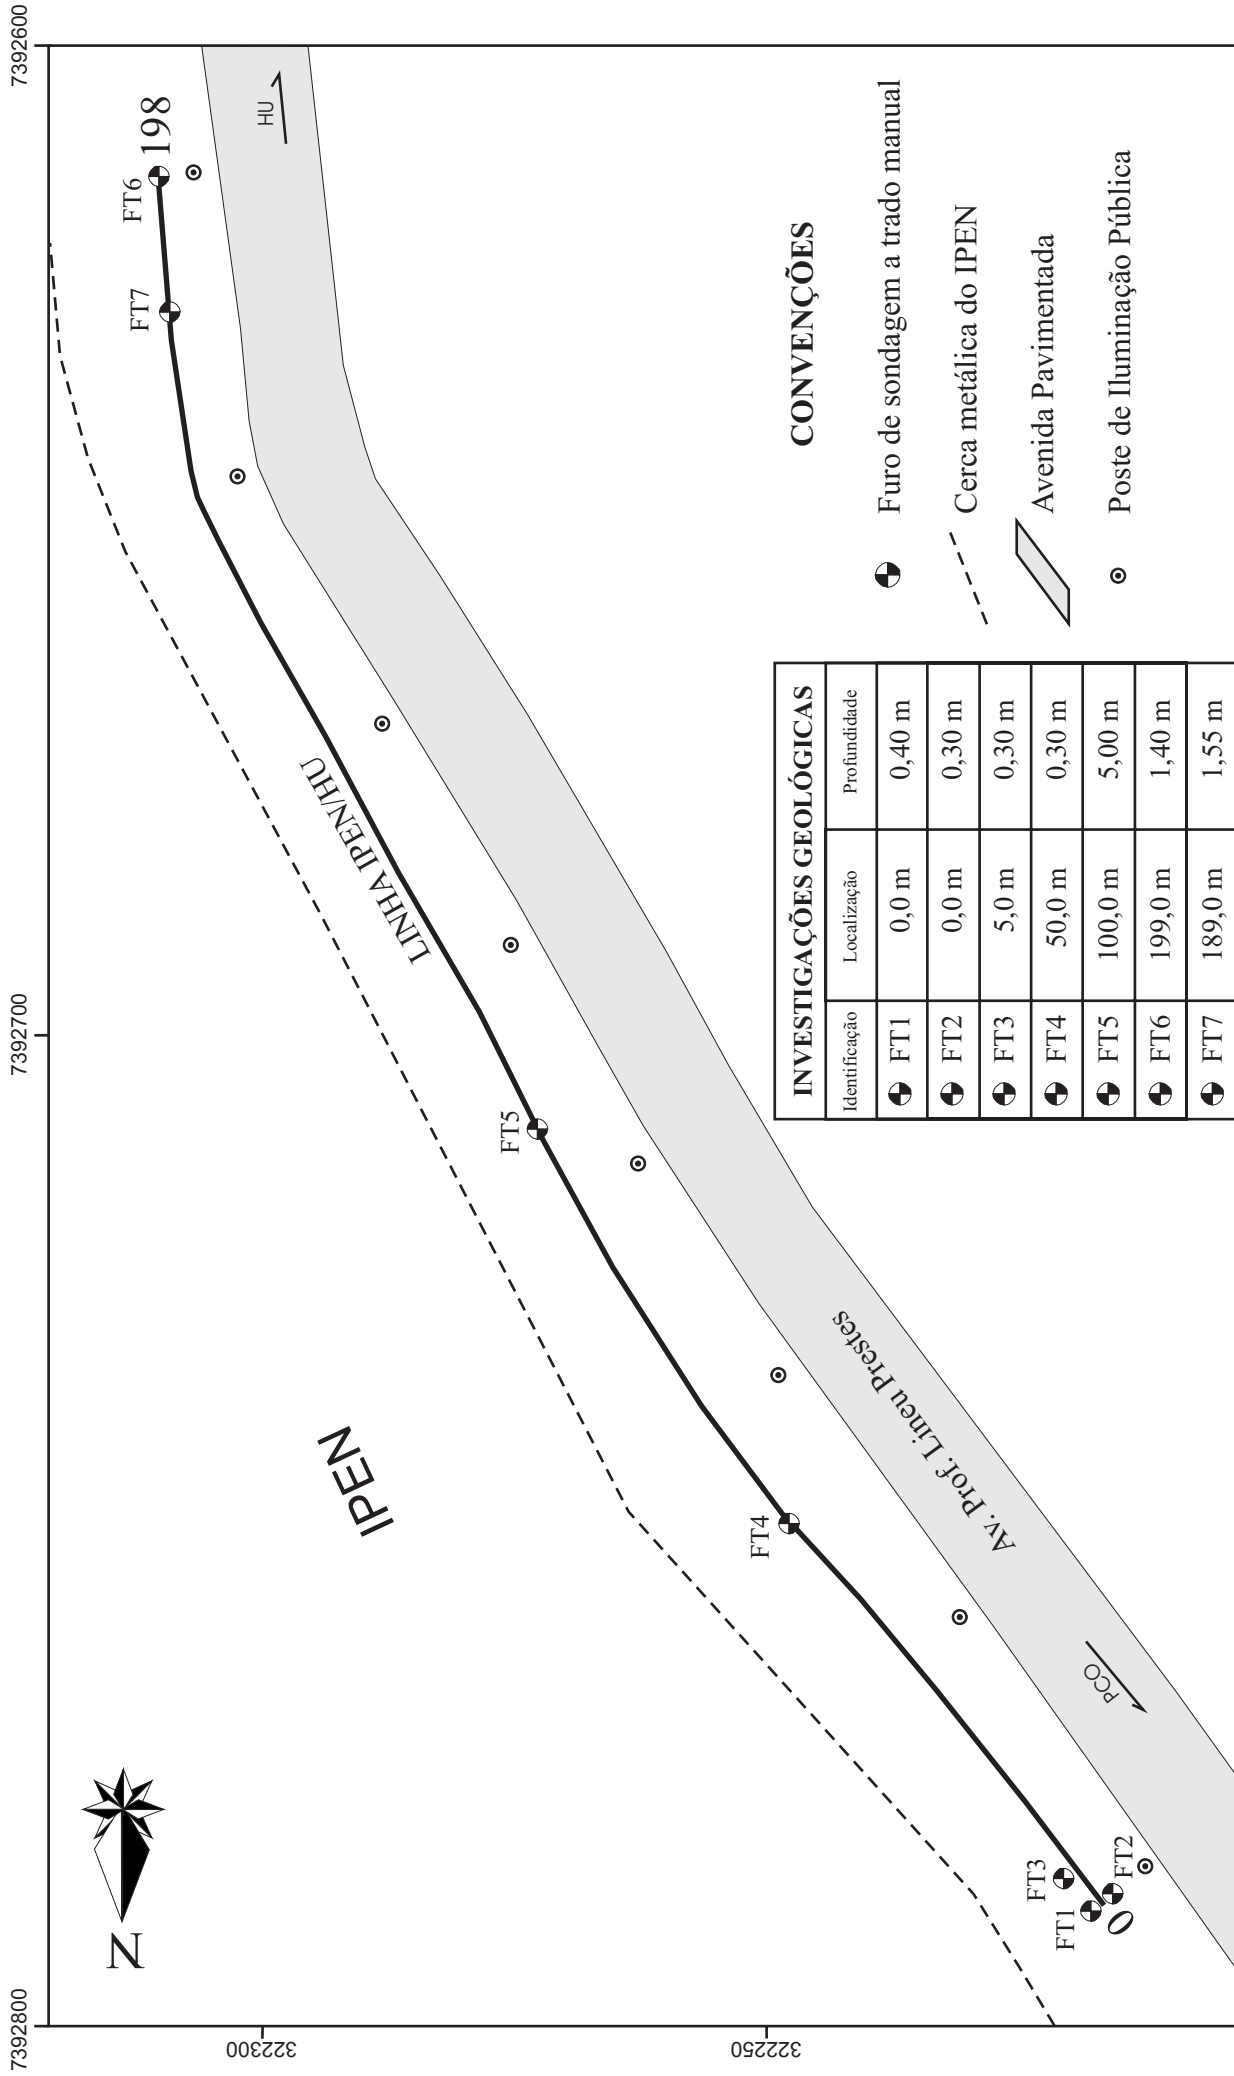 7392800
7392700
7392600
322300
322250
N
IPEN
LINHA IPEN/HU
Av. Prof. Lineu Prestes
PCO
HU
0
FT1
FT2
FT3
FT4
FT5
FT7
FT6
198
INVESTIGAÇÕES GEOLÓGICAS
Identificação Localização Profundidade
FT1 0,0 m 0,40 m
FT2 0,0 m 0,30 m
FT3 5,0 m 0,30 m
FT4 50,0 m 0,30 m
FT5 100,0 m 5,00 m
FT6 199,0 m 1,40 m
FT7 189,0 m 1,55 m
CONVENÇÕES
Furo de sondagem a trado manual
Cerca metálica do IPEN
Avenida Pavimentada
Poste de Iluminação Pública